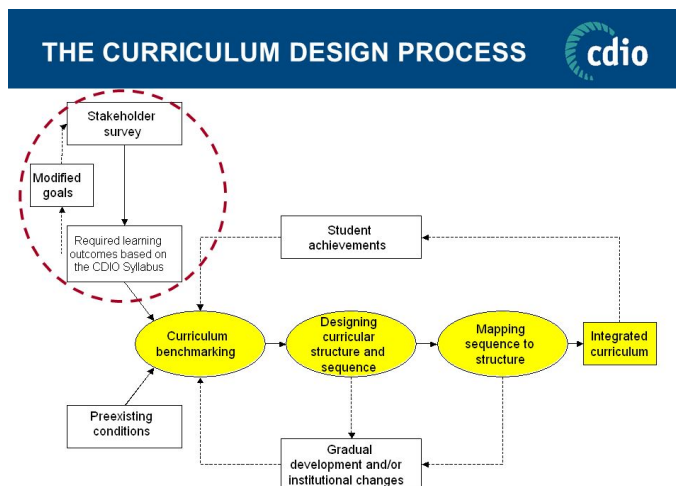 THE CURRICULUM DESIGN PROCESS
cdio
Stakeholder
survey
Modified
goals
Required learning
outcomes based on
the CDIO Syllabus
Student
achievements
Curriculum
benchmarking
Designing
curricular
structure and
sequence
Mapping
sequence to
structure
Integrated
curriculum
Preexisting
conditions
Gradual
development and/or
institutional changes